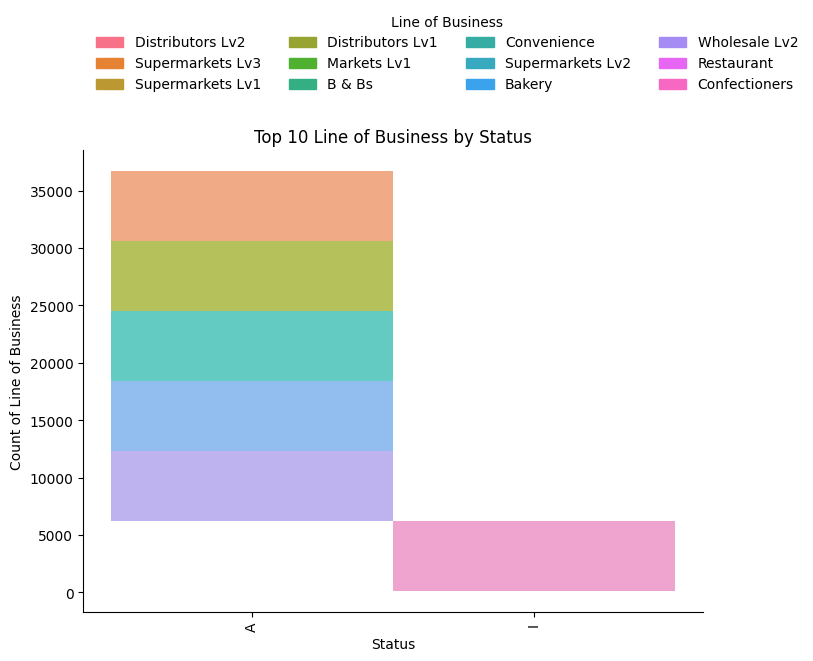 Line of Business
Distributors Lv2 Distributors Lv1 Convenience Wholesale Lv2
Supermarkets Lv3 Markets Lv1 Supermarkets Lv2 Restaurant
Supermarkets Lv1 B & Bs Bakery Confectioners
Top 10 Line of Business by Status
35000
30000
25000
20000
15000
10000
5000
0
Count of Line of Business
A
I
Status